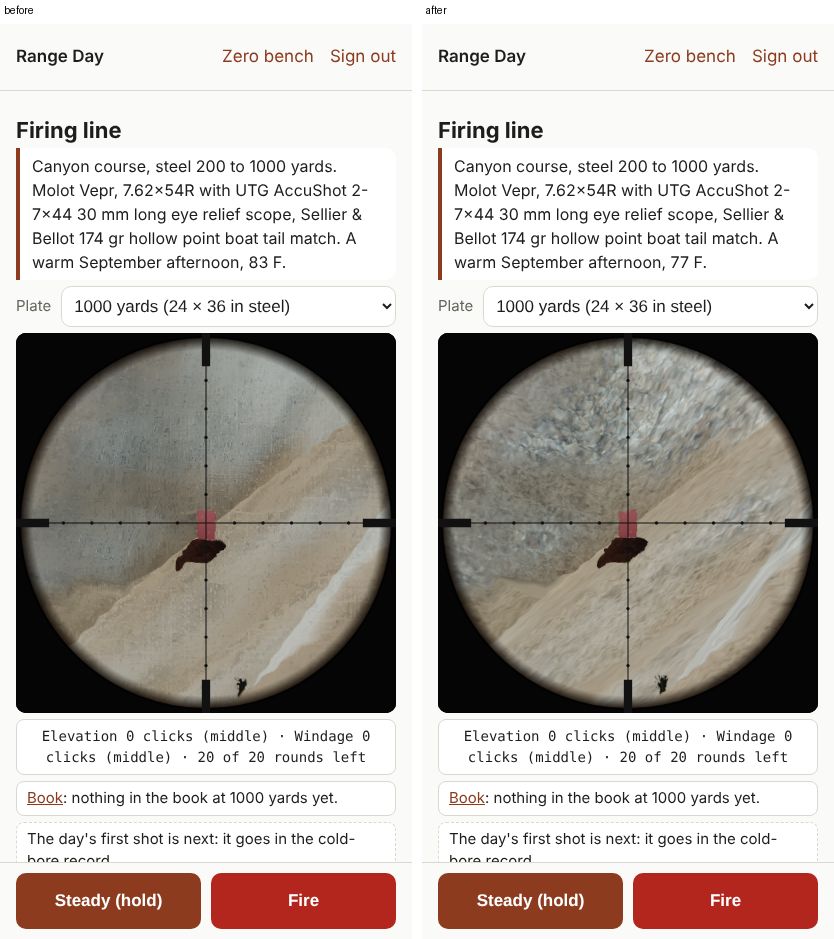 before
after
Range Day
Zero bench
Sign out
Firing line
Canyon course, steel 200 to 1000 yards.
Molot Vepr, 7.62×54R with UTG AccuShot 2-
7×44 30 mm long eye relief scope, Sellier &
Bellot 174 gr hollow point boat tail match. A
warm September afternoon, 83 F.
Plate
1000 yards (24 × 36 in steel)
Elevation 0 clicks (middle) · Windage 0
clicks (middle) · 20 of 20 rounds left
Book: nothing in the book at 1000 yards yet.
The day's first shot is next: it goes in the cold-
bore record
Steady (hold)
Fire
Range Day
Zero bench
Sign out
Firing line
Canyon course, steel 200 to 1000 yards.
Molot Vepr, 7.62×54R with UTG AccuShot 2-
7×44 30 mm long eye relief scope, Sellier &
Bellot 174 gr hollow point boat tail match. A
warm September afternoon, 77 F.
Plate
1000 yards (24 × 36 in steel)
Elevation 0 clicks (middle) · Windage 0
clicks (middle) · 20 of 20 rounds left
Book: nothing in the book at 1000 yards yet.
The day's first shot is next: it goes in the cold-
bore record
Steady (hold)
Fire